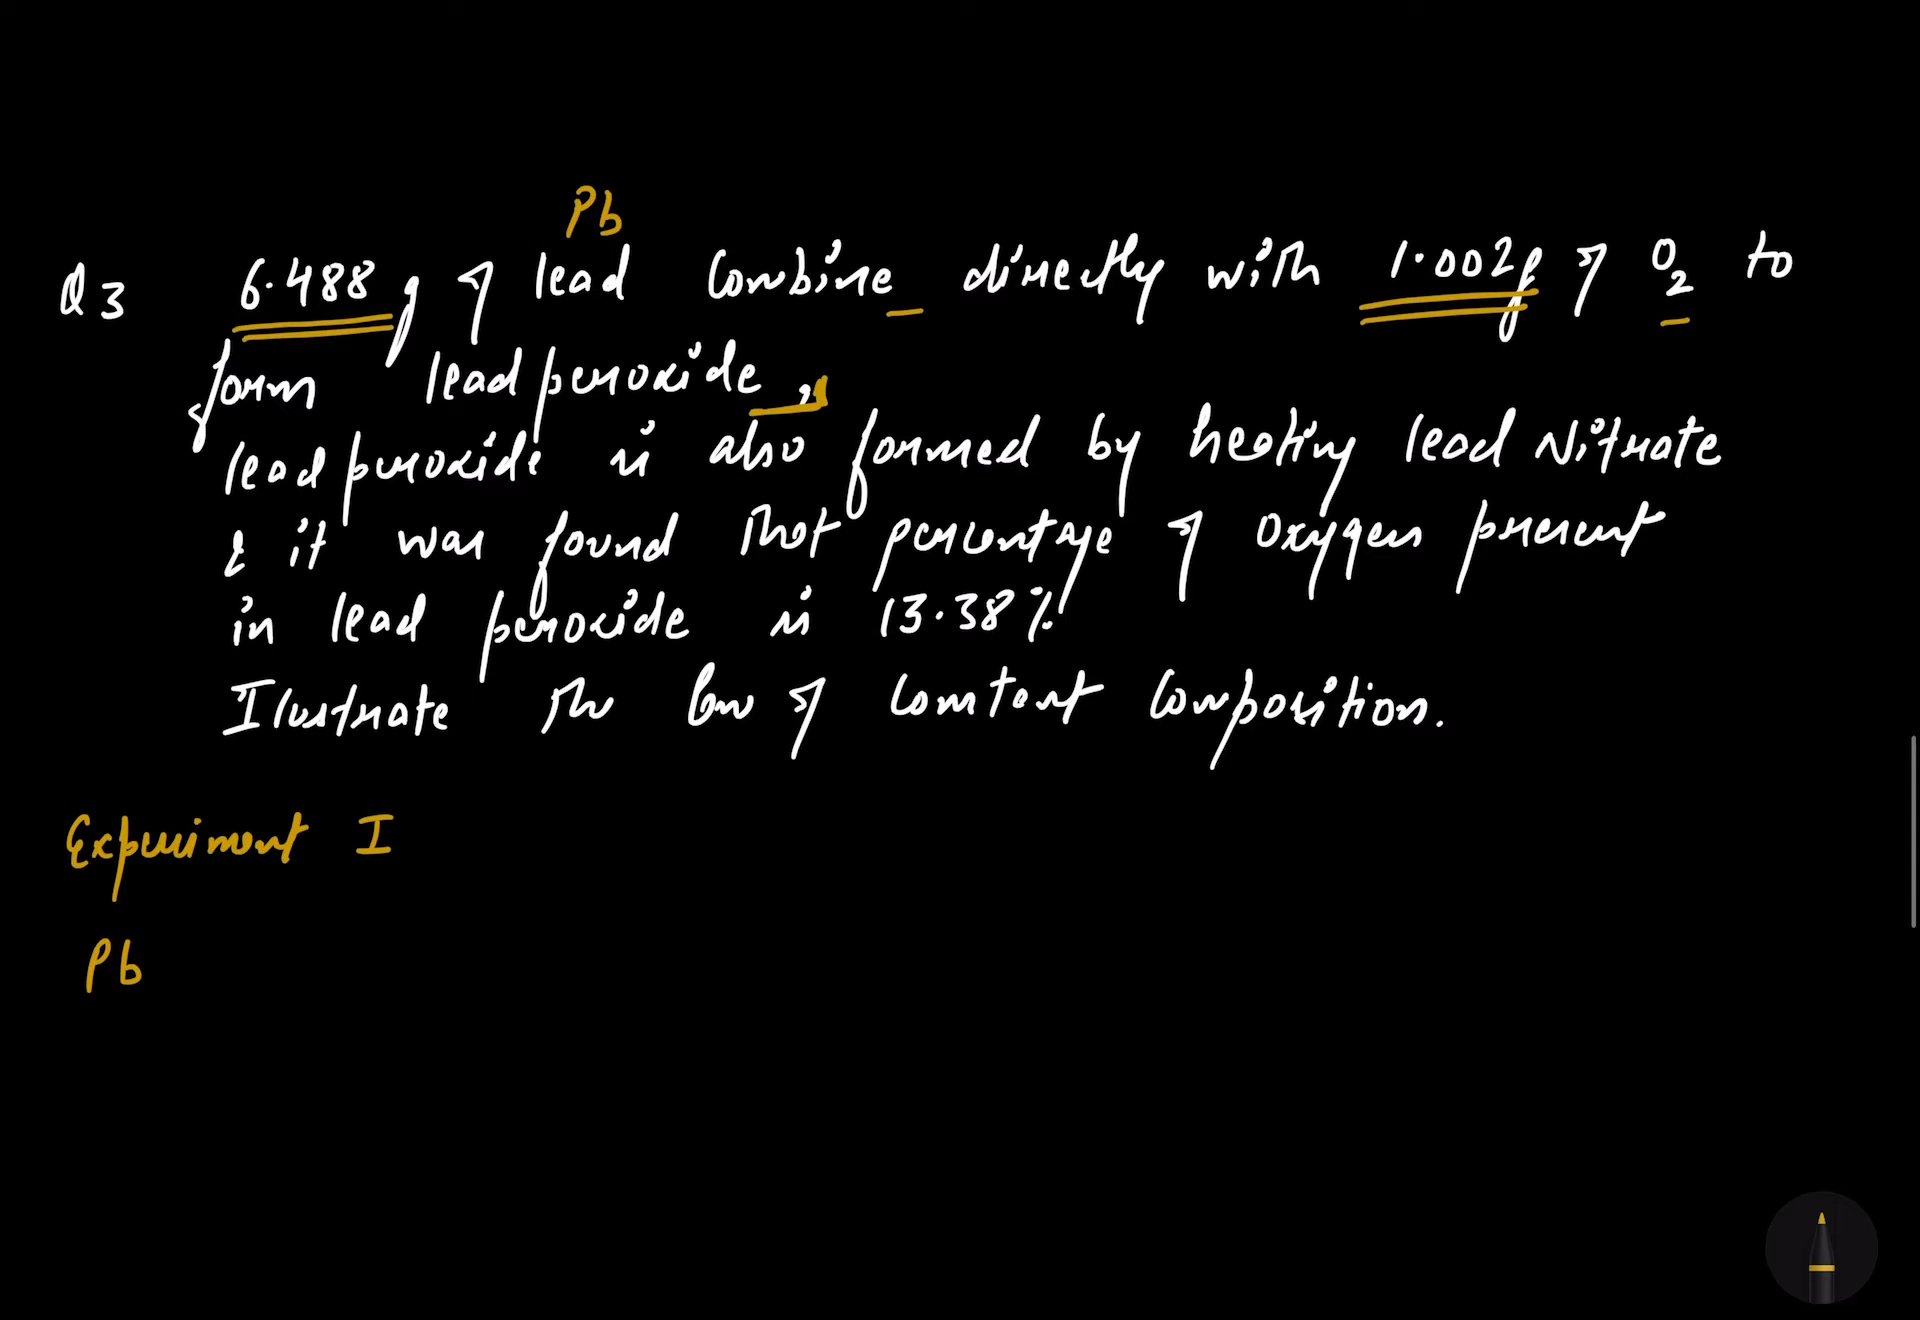 Pb
Q3 6.488 g of lead combine directly with 1.002g of O2 to
form lead peroxide,
lead peroxide is also formed by heating lead Nitrate
& it was found that percentage of oxygen present
in lead peroxide is 13.38%
Illustrate the law of constant composition.
Experiment I
Pb